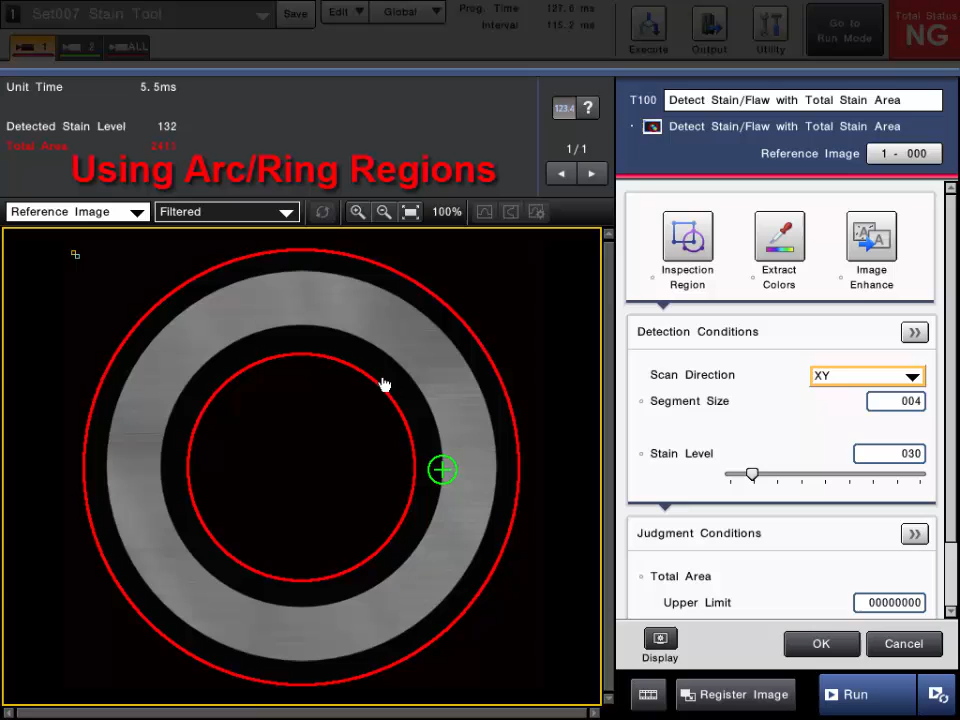 1 Set007 Stain Tool
Save
Edit
Global
Prog. Time 127.6 ms
Interval 115.2 ms
Execute
Output
Utility
Go to
Run Mode
Total Status
NG
1
2
ALL
Unit Time 5.5ms
Detected Stain Level 132
Total Area 2411
Using Arc/Ring Regions
123.4
?
1/1
T100 Detect Stain/Flaw with Total Stain Area
Detect Stain/Flaw with Total Stain Area
Reference Image 1 - 000
Reference Image
Filtered
100%
Inspection
Region
Extract
Colors
Image
Enhance
Detection Conditions
Scan Direction XY
Segment Size 004
Stain Level 030
Judgment Conditions
Total Area
Upper Limit 00000000
Display
OK
Cancel
Register Image
Run